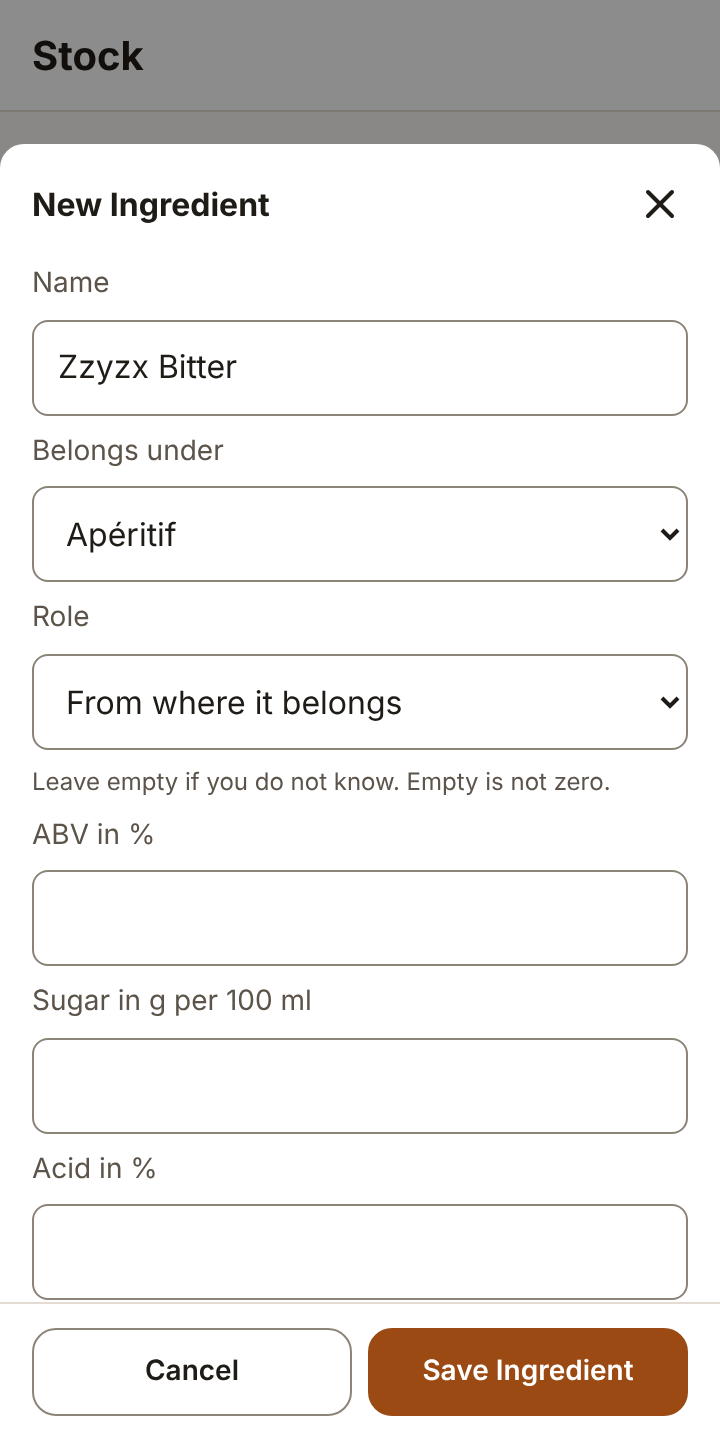 Stock
New Ingredient
Name
Zzyzx Bitter
Belongs under
Apéritif
Role
From where it belongs
Leave empty if you do not know. Empty is not zero.
ABV in %
Sugar in g per 100 ml
Acid in %
Cancel
Save Ingredient